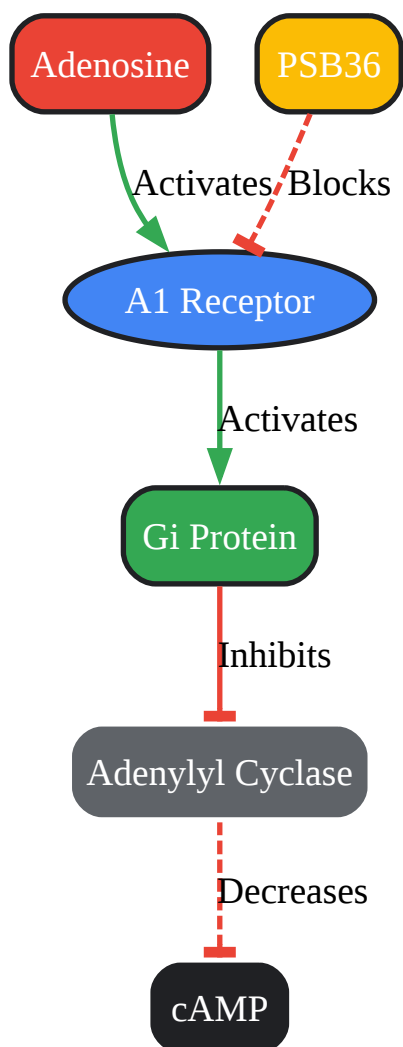 Adenosine
PSB36
Activates
Blocks
A1 Receptor
Activates
Gi Protein
Inhibits
Adenylyl Cyclase
Decreases
cAMP